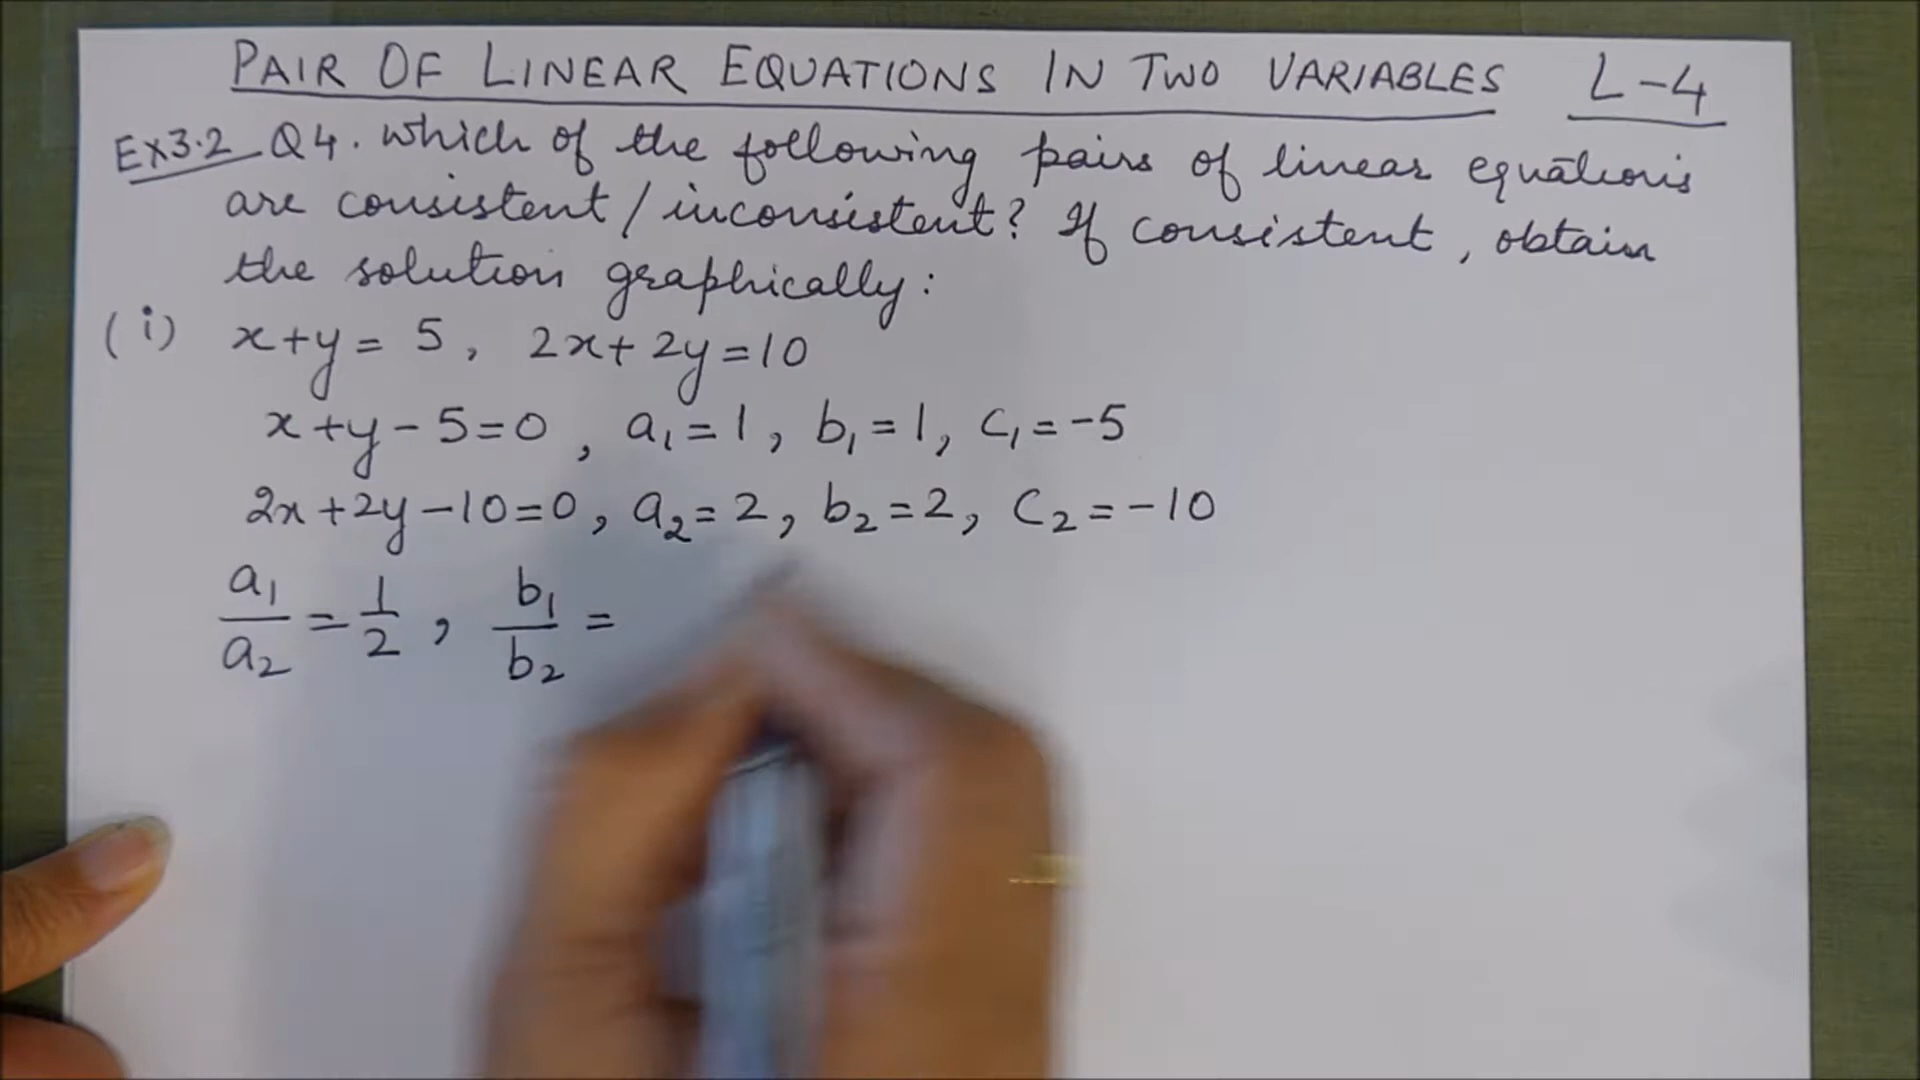 PAIR OF LINEAR EQUATIONS IN TWO VARIABLES L-4
Ex3.2 Q4. which of the following pairs of linear equations
are consistent/inconsistent? If consistent, obtain
the solution graphically:
(i) x+y= 5, 2x+2y=10
x+y-5=0, a₁=1, b₁=1, c₁=-5
2x+2y-10=0, a₂=2, b₂=2, c₂=-10
a₁/a₂ = 1/2, b₁/b₂ =